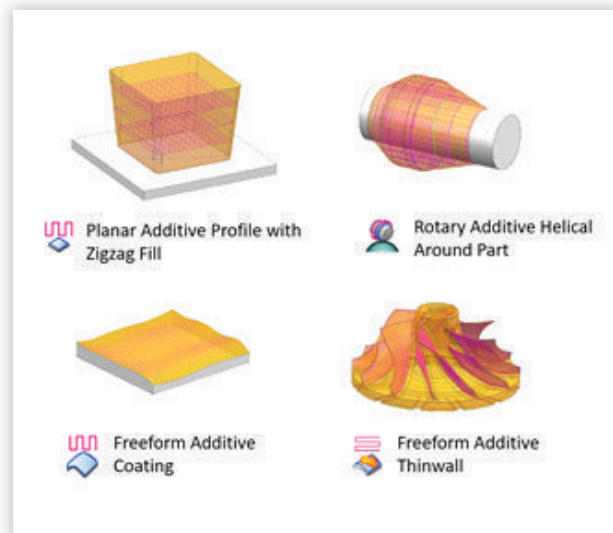 Planar Additive Profile with
Zigzag Fill
Rotary Additive Helical
Around Part
Freeform Additive
Coating
Freeform Additive
Thinwall